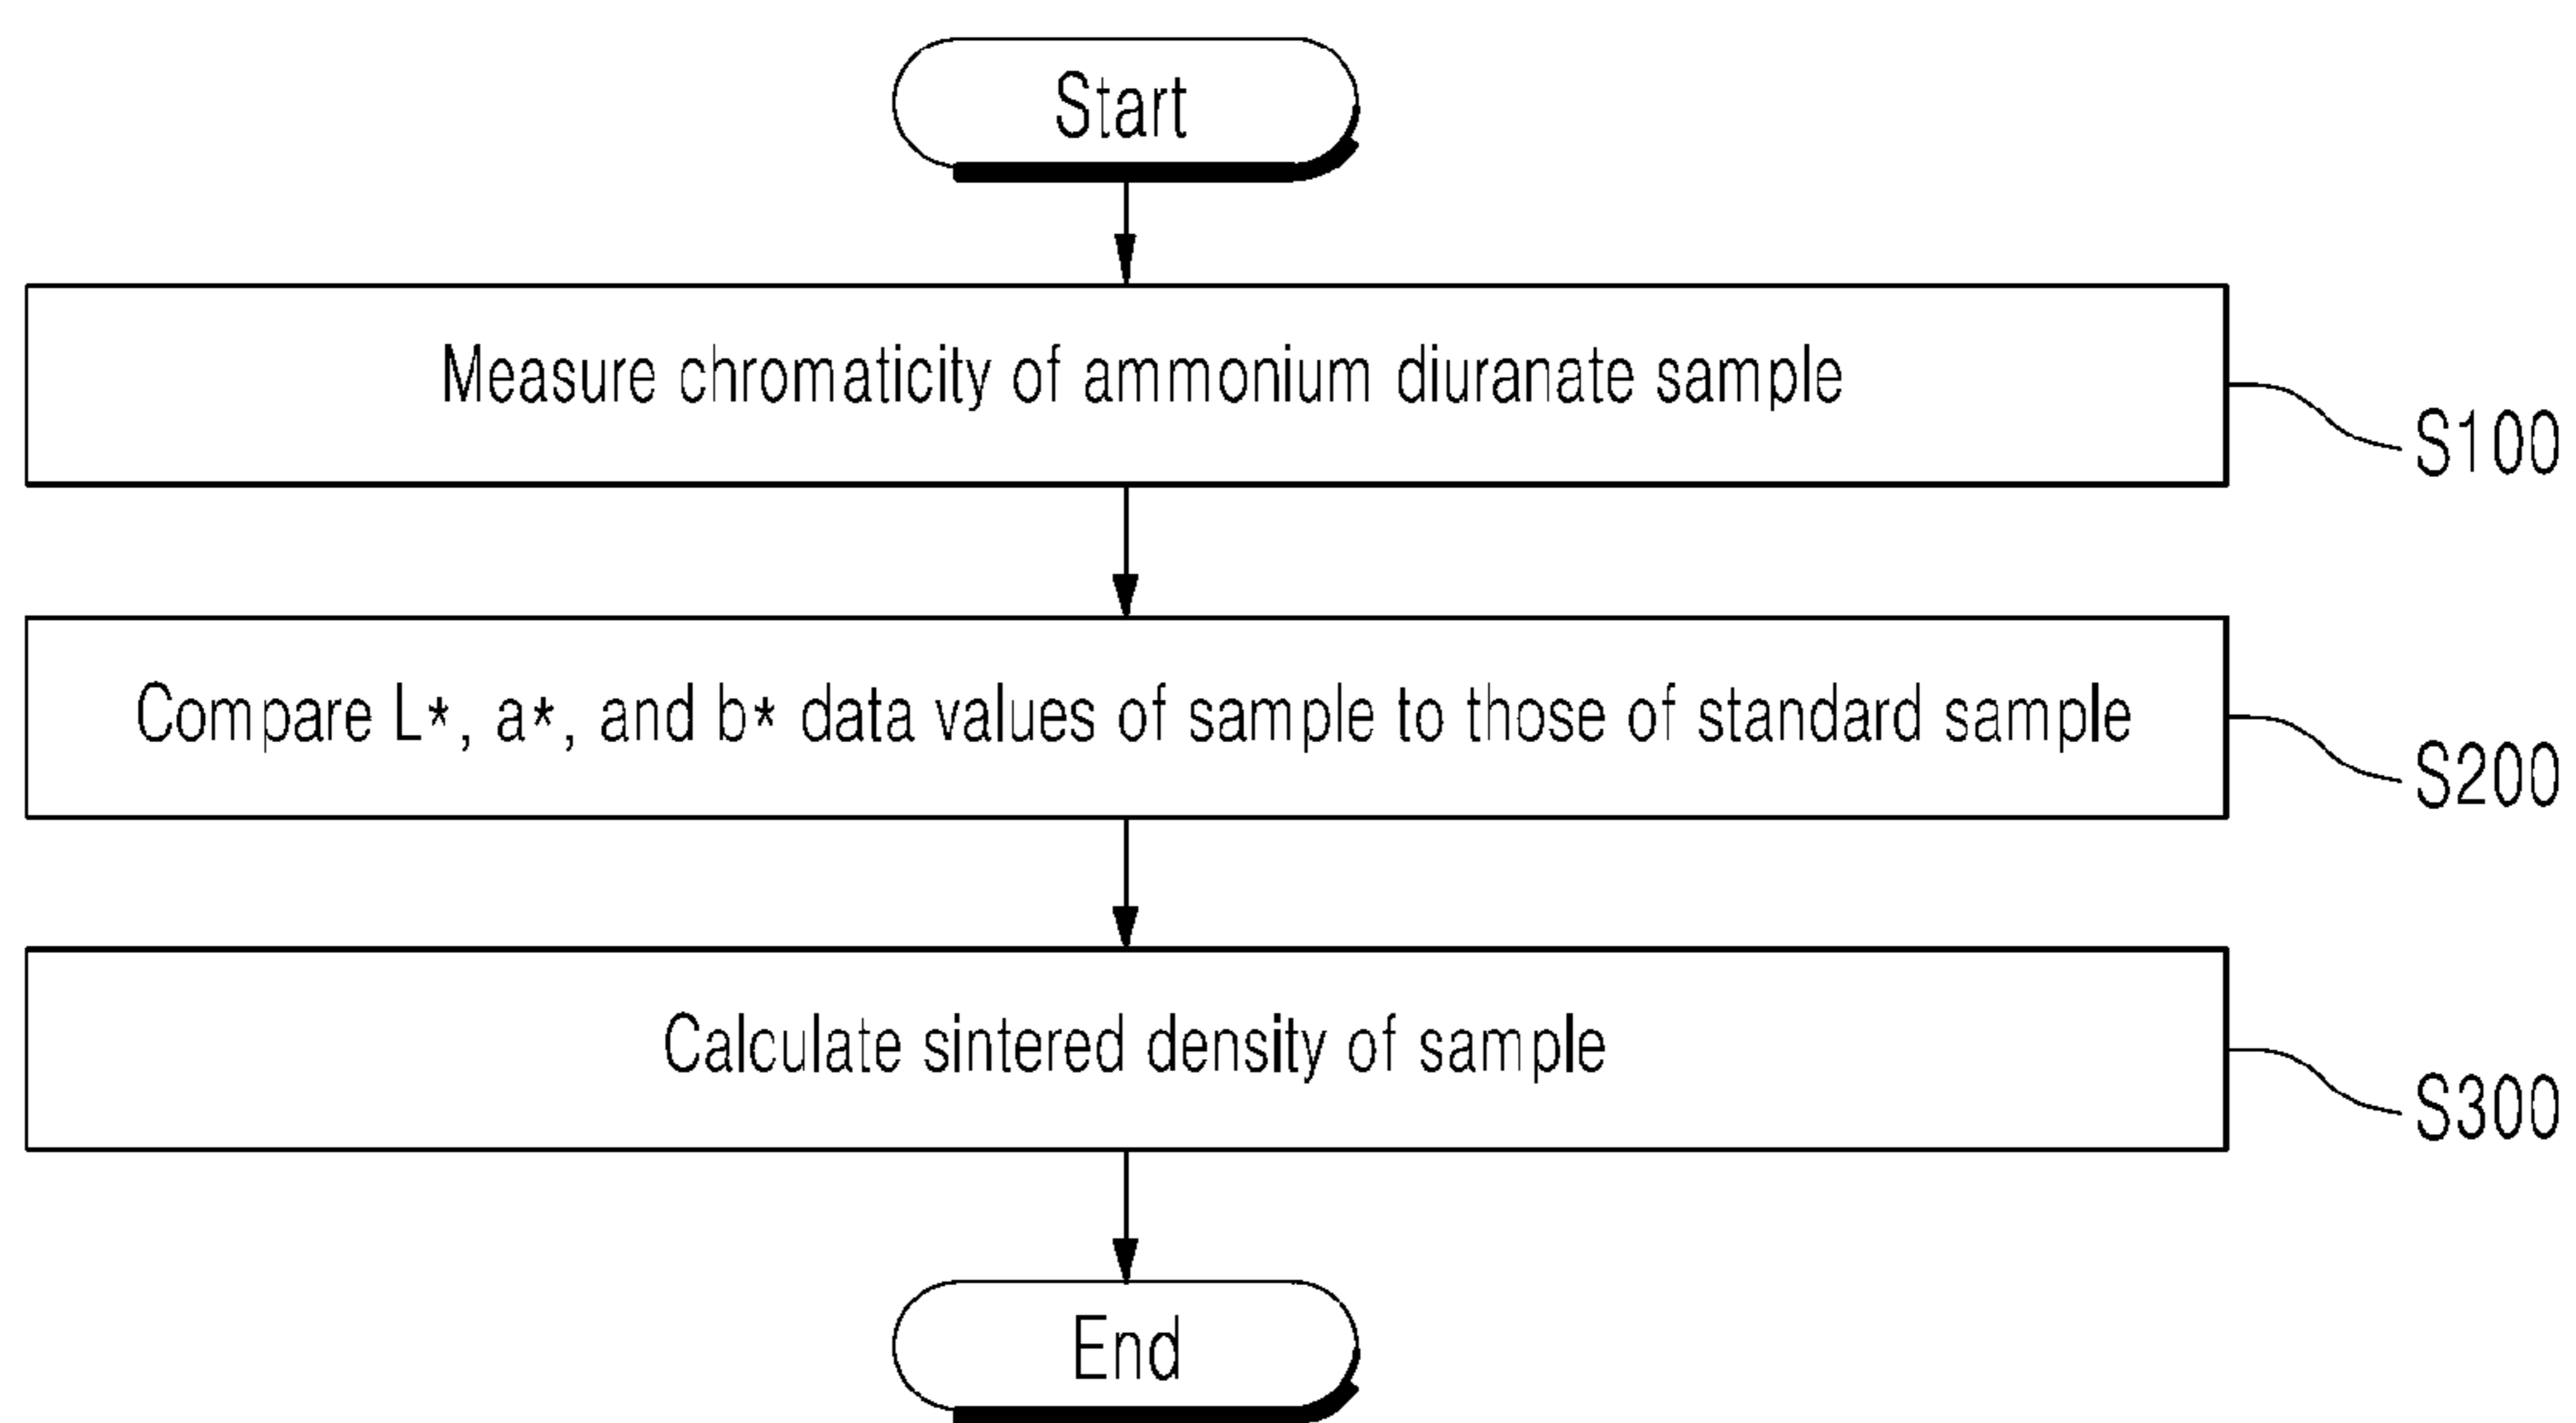 Start
Measure chromaticity of ammonium diuranate sample
S100
Compare L*, a*, and b* data values of sample to those of standard sample
S200
Calculate sintered density of sample
S300
End